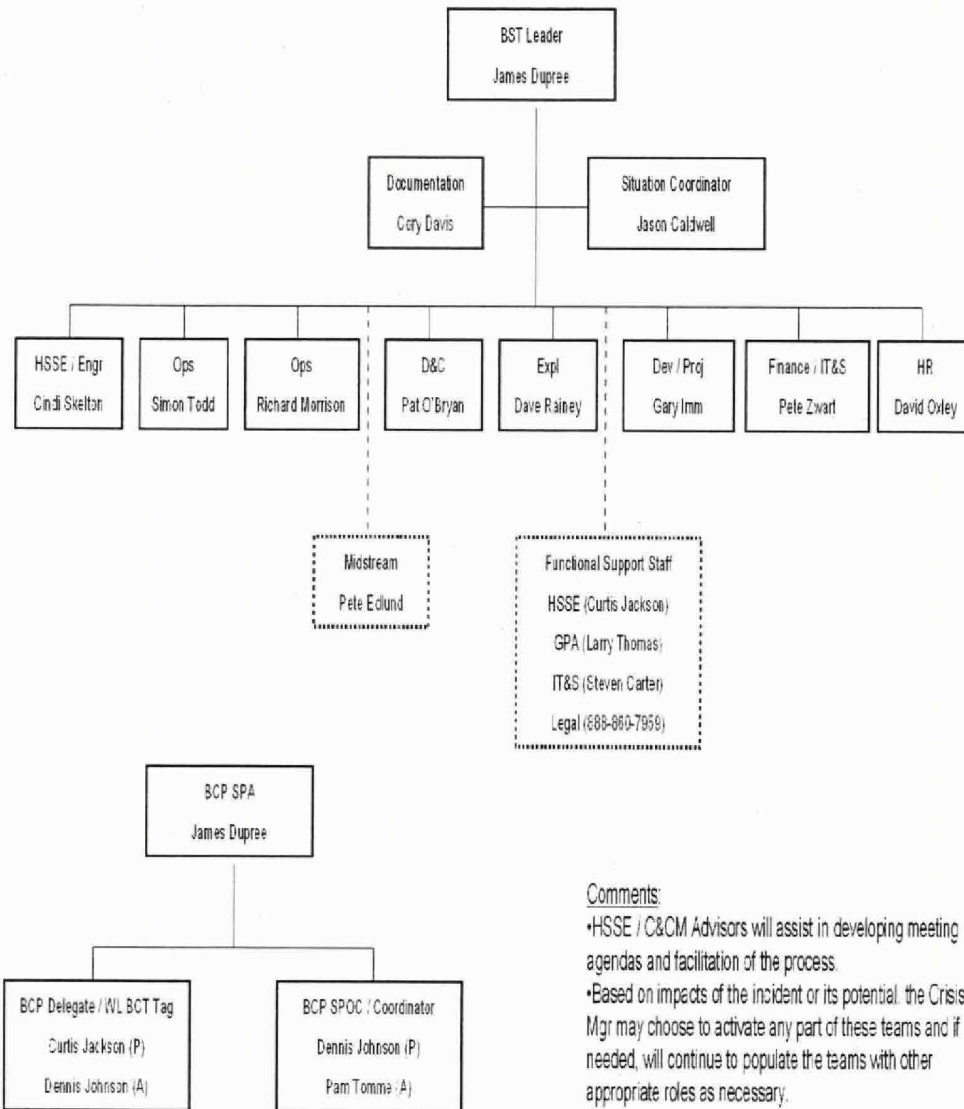 BST Leader
James Dupree
Documentation
Cory Davis
Situation Coordinator
Jason Caldwell
HSSE / Engr
Cindi Skelton
Ops
Simon Todd
Ops
Richard Morrison
D&C
Pat O'Bryan
Expl
Dave Rainey
Dev / Proj
Gary Imm
Finance / IT&S
Pete Zwart
HR
David Oxley
Midstream
Pete Edlund
Functional Support Staff
HSSE (Curtis Jackson)
GPA (Larry Thomas)
IT&S (Steven Carter)
Legal (888-860-7959)
BCP SPA
James Dupree
BCP Delegate / WL BCT Tag
Curtis Jackson (P)
Dennis Johnson (A)
BCP SPOC / Coordinator
Dennis Johnson (P)
Pam Tomme (A)
Comments:
•HSSE / C&CM Advisors will assist in developing meeting
agendas and facilitation of the process.
•Based on impacts of the incident or its potential, the Crisis
Mgr may choose to activate any part of these teams and if
needed, will continue to populate the teams with other
appropriate roles as necessary.